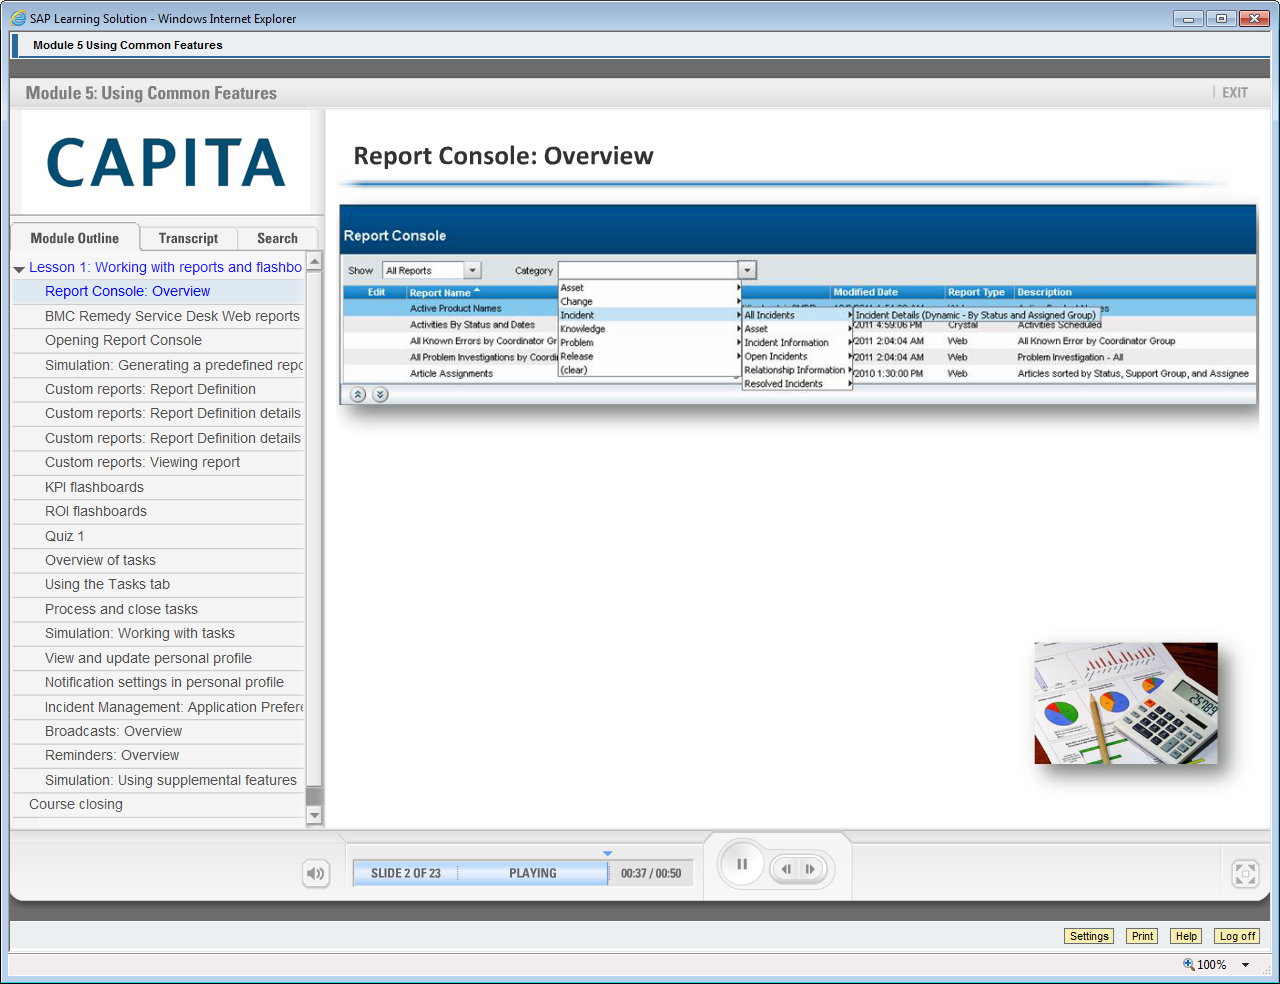 SAP Learning Solution - Windows Internet Explorer
Module 5 Using Common Features
Module 5: Using Common Features
EXIT
CAPITA
Module Outline
Transcript
Search
Lesson 1: Working with reports and flashbo
Report Console: Overview
BMC Remedy Service Desk Web reports
Opening Report Console
Simulation: Generating a predefined repo
Custom reports: Report Definition
Custom reports: Report Definition details
Custom reports: Report Definition details
Custom reports: Viewing report
KPI flashboards
ROI flashboards
Quiz 1
Overview of tasks
Using the Tasks tab
Process and close tasks
Simulation: Working with tasks
View and update personal profile
Notification settings in personal profile
Incident Management: Application Prefere
Broadcasts: Overview
Reminders: Overview
Simulation: Using supplemental features
Course closing
Report Console: Overview
Report Console
Show All Reports Category
Edit Report Name Modified Date Report Type Description
Active Product Names
Activities By Status and Dates /2011 4:59:06 PM Crystal Activities Scheduled
All Known Errors by Coordinator Gr /2011 2:04:04 AM Web All Known Error by Coordinator Group
All Problem Investigations by Coordi /2011 2:04:04 AM Web Problem Investigation - All
Article Assignments /2010 1:30:00 PM Web Articles sorted by Status, Support Group, and Assignee
Asset
Change
Incident
Knowledge
Problem
Release
(clear)
All Incidents
Asset
Incident Information
Open Incidents
Relationship Information
Resolved Incidents
Incident Details (Dynamic - By Status and Assigned Group)
SLIDE 2 OF 23
PLAYING
00:37 / 00:50
Settings
Print
Help
Log off
100%